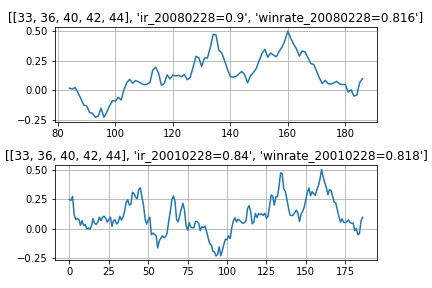 [[33, 36, 40, 42, 44], 'ir_20080228=0.9', 'winrate_20080228=0.816']
0.50
0.25
0.00
−0.25
80 100 120 140 160 180
[[33, 36, 40, 42, 44], 'ir_20010228=0.84', 'winrate_20010228=0.818']
0.50
0.25
0.00
−0.25
0 25 50 75 100 125 150 175